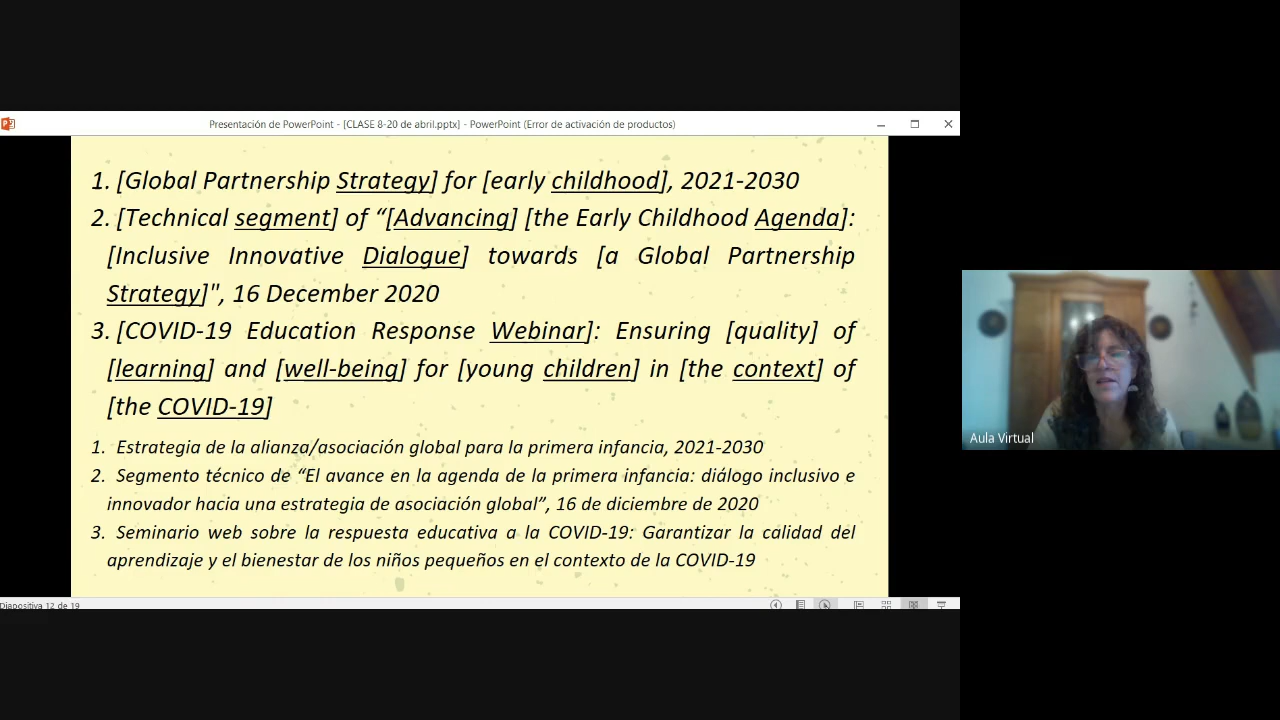 Presentación de PowerPoint - [CLASE 8-20 de abril.pptx] - PowerPoint (Error de activación de productos)
1. [Global Partnership Strategy] for [early childhood], 2021-2030
2. [Technical segment] of “[Advancing] [the Early Childhood Agenda]:
[Inclusive Innovative Dialogue] towards [a Global Partnership
Strategy]", 16 December 2020
3. [COVID-19 Education Response Webinar]: Ensuring [quality] of
[learning] and [well-being] for [young children] in [the context] of
[the COVID-19]
1. Estrategia de la alianza/asociación global para la primera infancia, 2021-2030
2. Segmento técnico de “El avance en la agenda de la primera infancia: diálogo inclusivo e
innovador hacia una estrategia de asociación global”, 16 de diciembre de 2020
3. Seminario web sobre la respuesta educativa a la COVID-19: Garantizar la calidad del
aprendizaje y el bienestar de los niños pequeños en el contexto de la COVID-19
Diapositiva 12 de 19
Aula Virtual